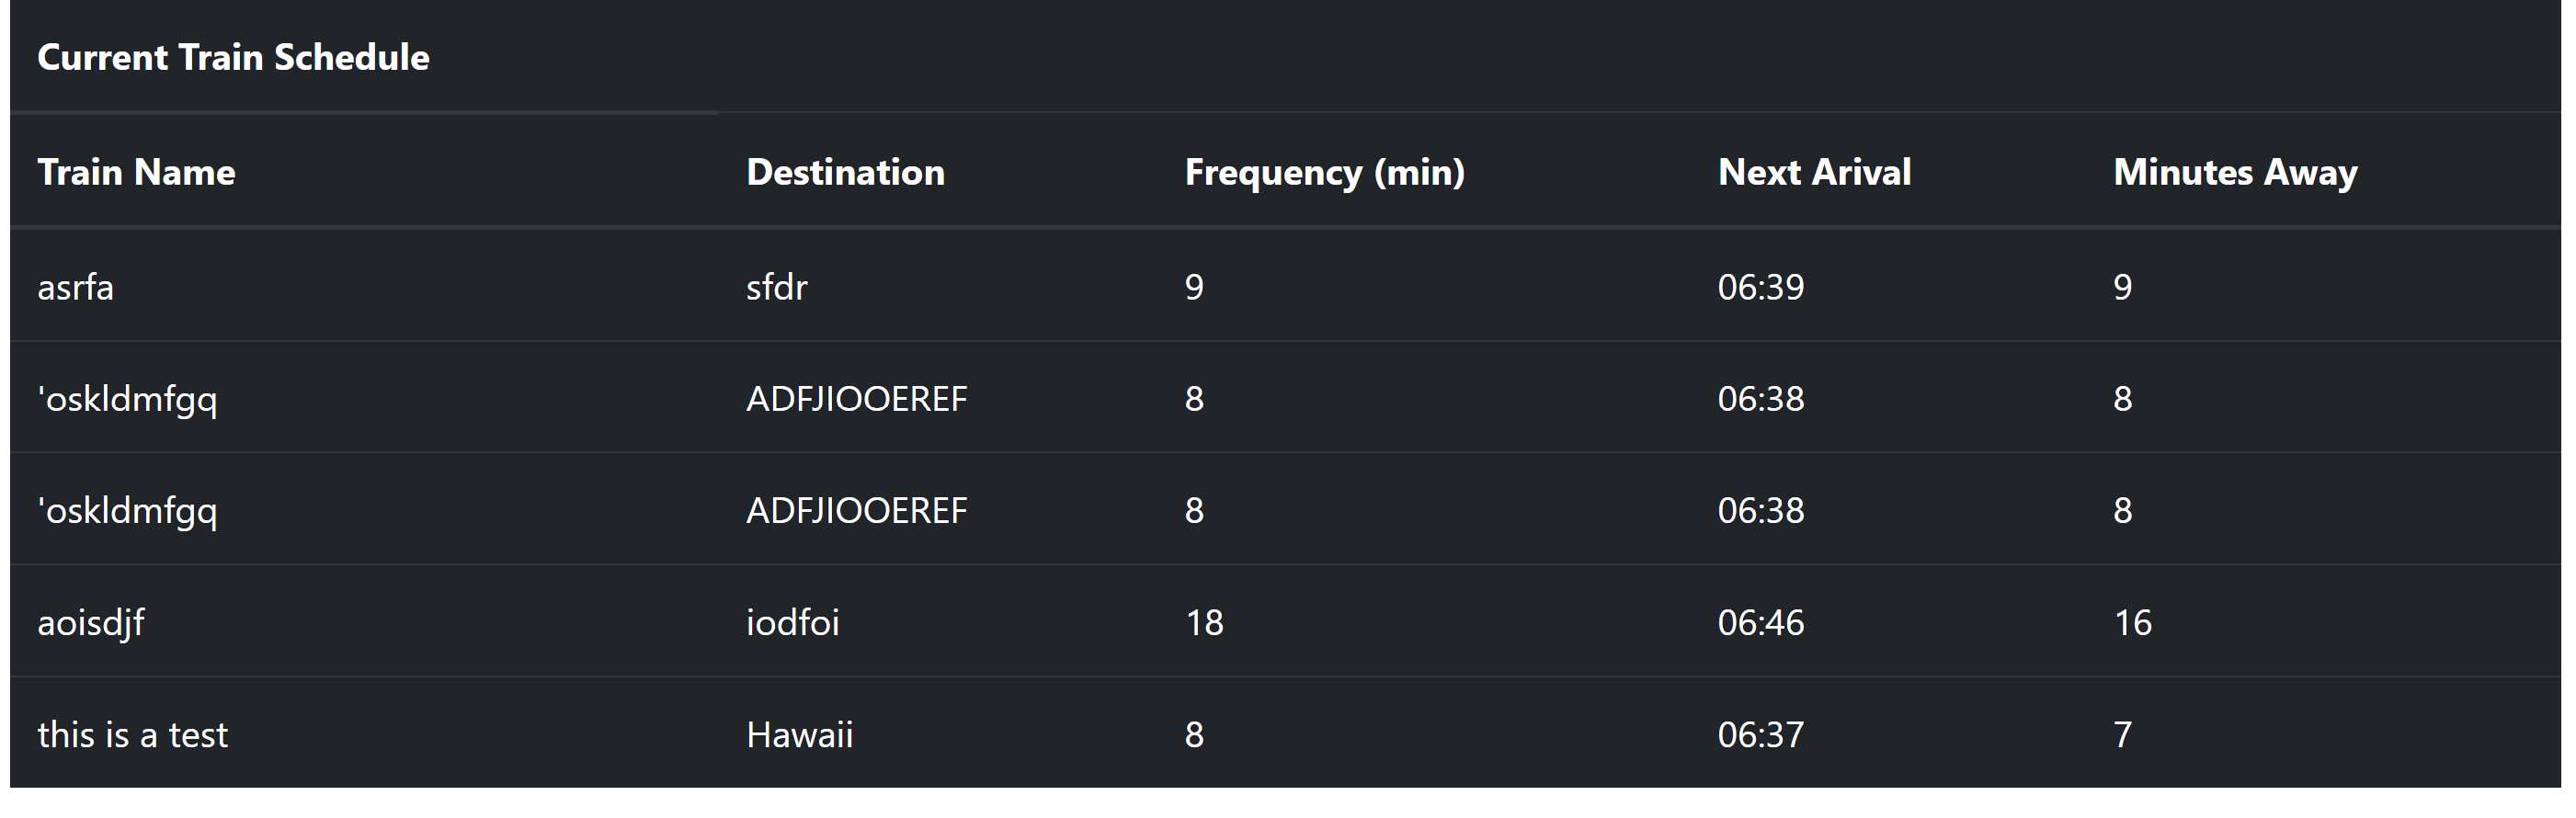 Current Train Schedule
Train Name Destination Frequency (min) Next Arival Minutes Away
asrfa sfdr 9 06:39 9
'oskldmfgq ADFJIOOEREF 8 06:38 8
'oskldmfgq ADFJIOOEREF 8 06:38 8
aoisdjf iodfoi 18 06:46 16
this is a test Hawaii 8 06:37 7